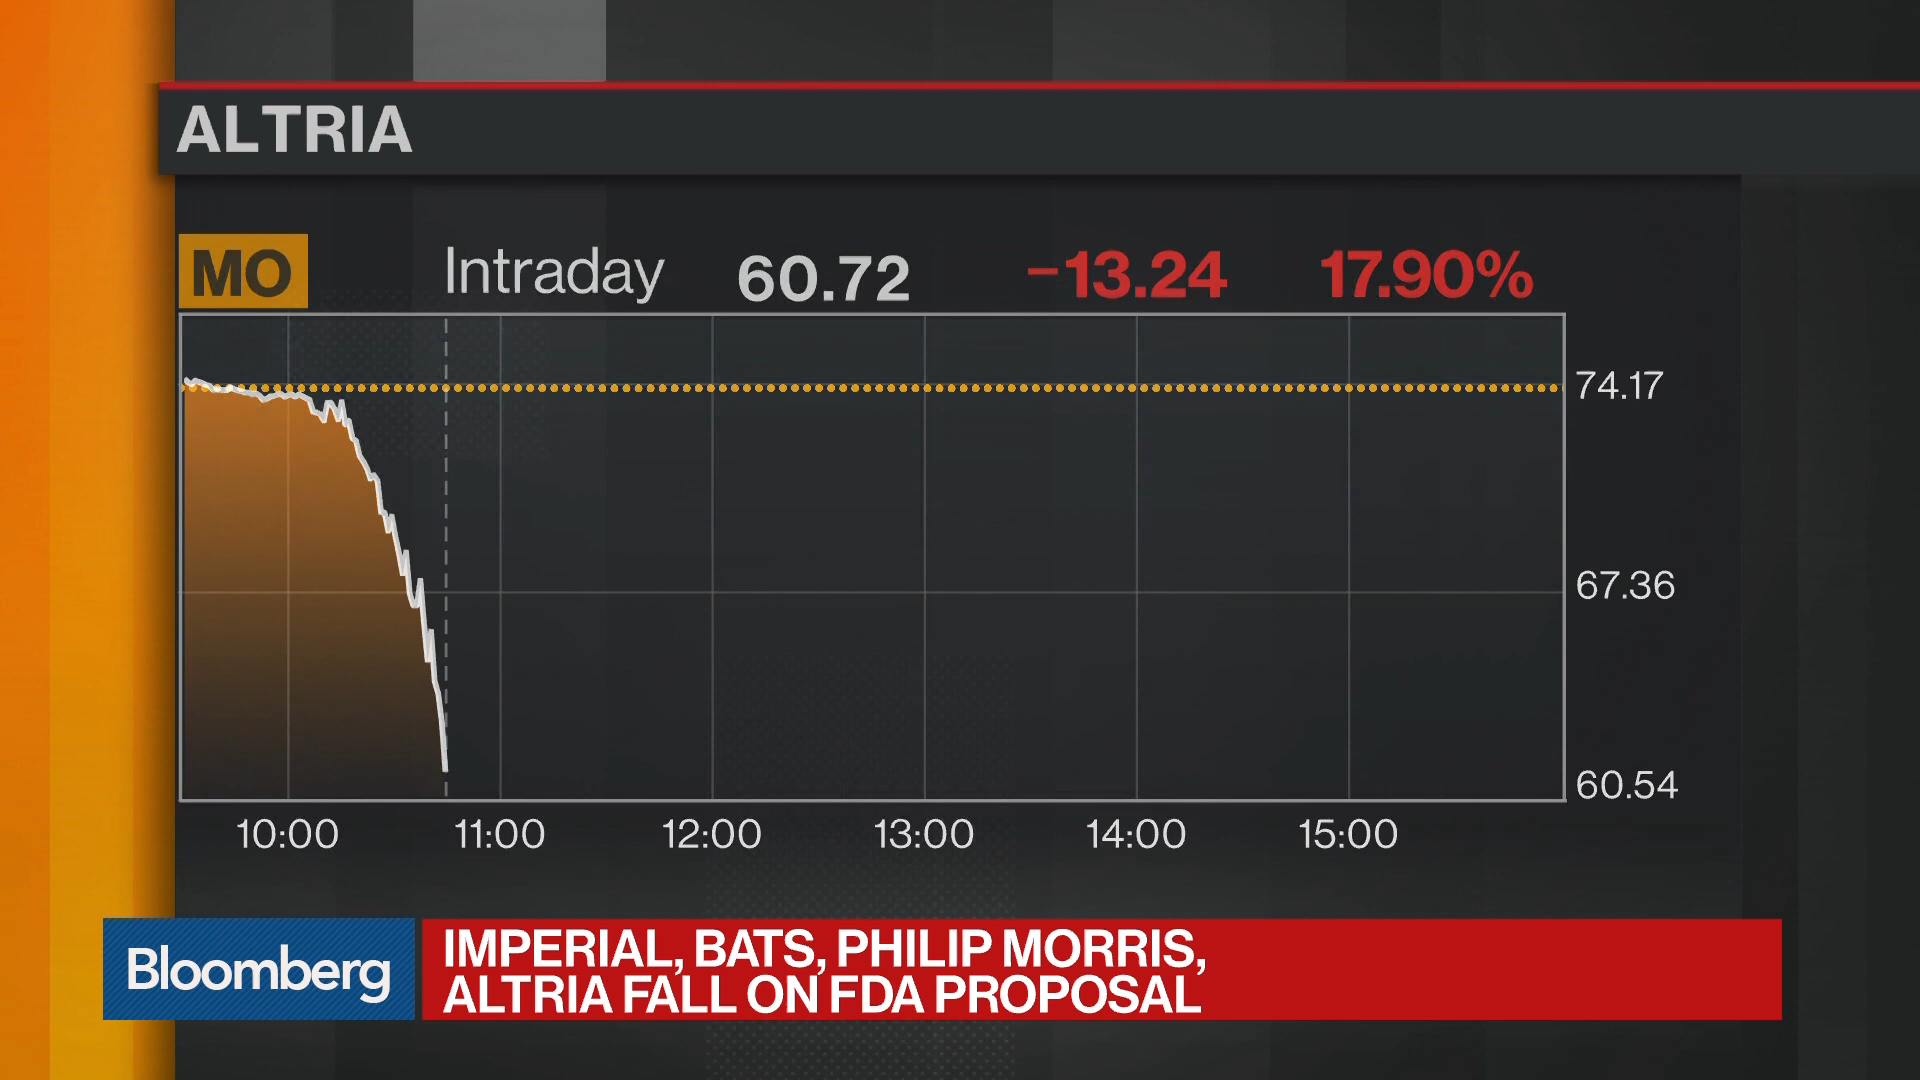 ALTRIA
MO Intraday 60.72 -13.24 17.90%
74.17
67.36
60.54
10:00 11:00 12:00 13:00 14:00 15:00
Bloomberg
IMPERIAL, BATS, PHILIP MORRIS,
ALTRIA FALL ON FDA PROPOSAL